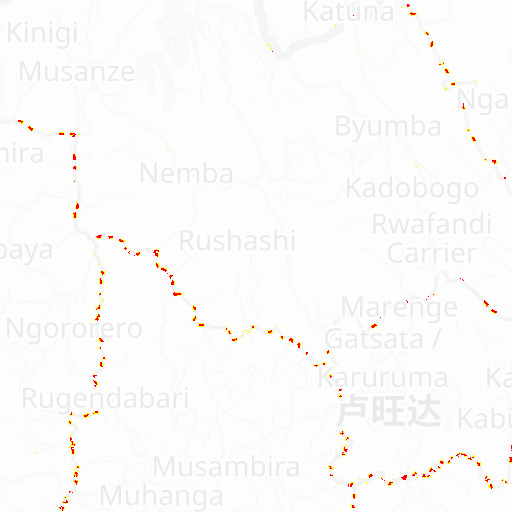 Katuna
Kinigi
Musanze
Nga
Byumba
nira
Nemba
Kadobogo
Rwafandi
Carrier
Rushashi
baya
Marenge
Ngororero
Gatsata /
Karuruma
Ka
Rugendabari
卢旺达
Kabu
Musambira
Muhanga